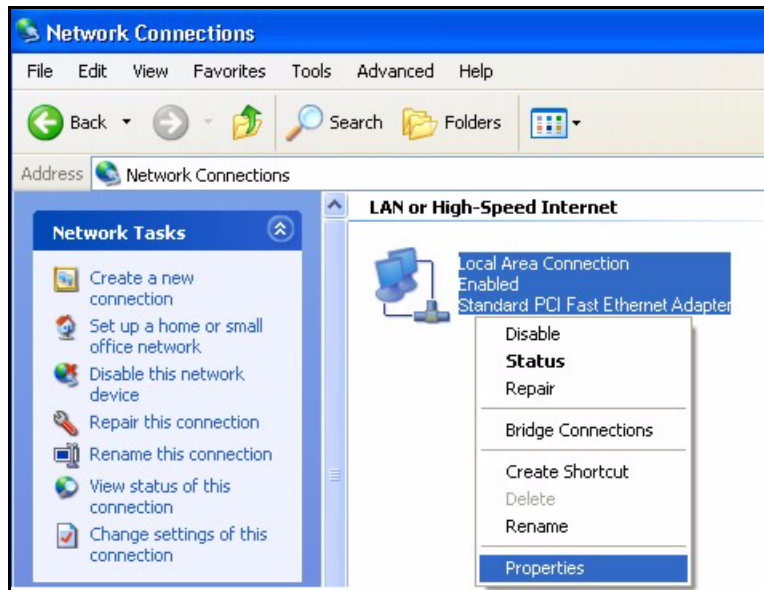 Network Connections
File Edit View Favorites Tools Advanced Help
Back Search Folders
Address Network Connections
Network Tasks
Create a new
connection
Set up a home or small
office network
Disable this network
device
Repair this connection
Rename this connection
View status of this
connection
Change settings of this
connection
LAN or High-Speed Internet
Local Area Connection
Enabled
Standard PCI Fast Ethernet Adapter
Disable
Status
Repair
Bridge Connections
Create Shortcut
Delete
Rename
Properties